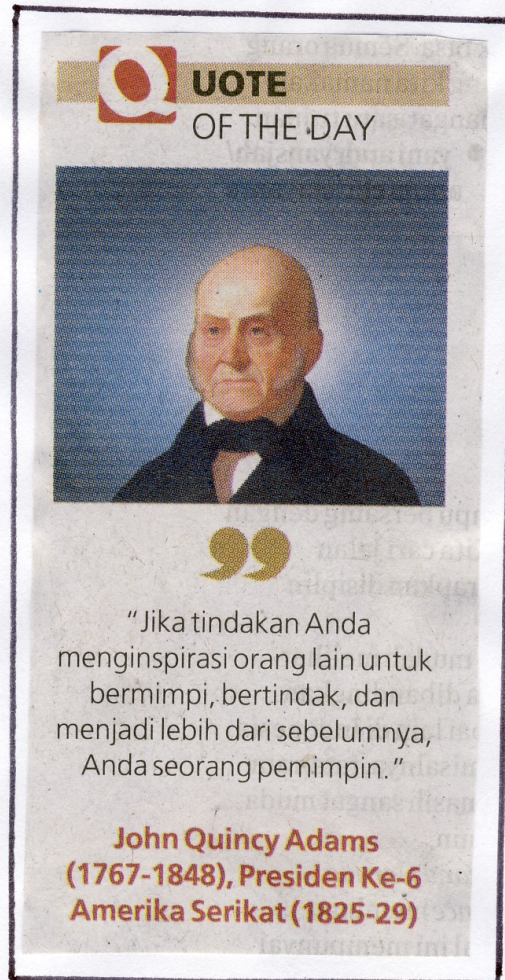 QUOTE
OF THE DAY
“Jika tindakan Anda
menginspirasi orang lain untuk
bermimpi, bertindak, dan
menjadi lebih dari sebelumnya,
Anda seorang pemimpin.”
John Quincy Adams
(1767-1848), Presiden Ke-6
Amerika Serikat (1825-29)